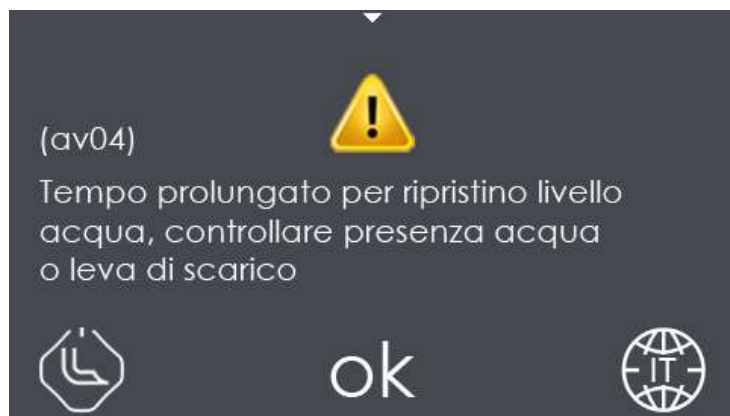 (av04)
Tempo prolungato per ripristino livello
acqua, controllare presenza acqua
o leva di scarico
ok
IT